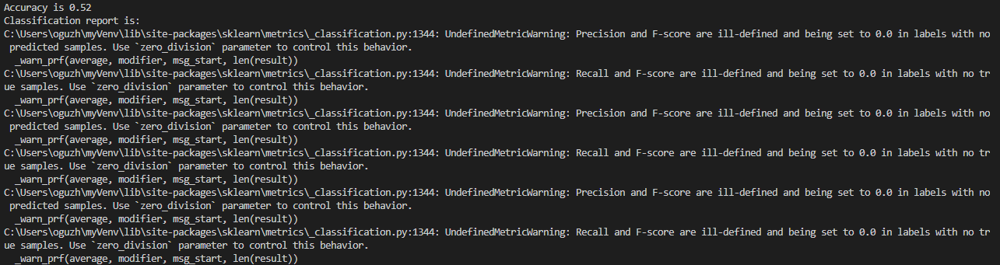 Accuracy is 0.52
Classification report is:
C:\Users\oguzh\myVenv\lib\site-packages\sklearn\metrics\_classification.py:1344: UndefinedMetricWarning: Precision and F-score are ill-defined and being set to 0.0 in labels with no
 predicted samples. Use `zero_division` parameter to control this behavior.
  _warn_prf(average, modifier, msg_start, len(result))
C:\Users\oguzh\myVenv\lib\site-packages\sklearn\metrics\_classification.py:1344: UndefinedMetricWarning: Recall and F-score are ill-defined and being set to 0.0 in labels with no tr
ue samples. Use `zero_division` parameter to control this behavior.
  _warn_prf(average, modifier, msg_start, len(result))
C:\Users\oguzh\myVenv\lib\site-packages\sklearn\metrics\_classification.py:1344: UndefinedMetricWarning: Precision and F-score are ill-defined and being set to 0.0 in labels with no
 predicted samples. Use `zero_division` parameter to control this behavior.
  _warn_prf(average, modifier, msg_start, len(result))
C:\Users\oguzh\myVenv\lib\site-packages\sklearn\metrics\_classification.py:1344: UndefinedMetricWarning: Recall and F-score are ill-defined and being set to 0.0 in labels with no tr
ue samples. Use `zero_division` parameter to control this behavior.
  _warn_prf(average, modifier, msg_start, len(result))
C:\Users\oguzh\myVenv\lib\site-packages\sklearn\metrics\_classification.py:1344: UndefinedMetricWarning: Precision and F-score are ill-defined and being set to 0.0 in labels with no
 predicted samples. Use `zero_division` parameter to control this behavior.
  _warn_prf(average, modifier, msg_start, len(result))
C:\Users\oguzh\myVenv\lib\site-packages\sklearn\metrics\_classification.py:1344: UndefinedMetricWarning: Recall and F-score are ill-defined and being set to 0.0 in labels with no tr
ue samples. Use `zero_division` parameter to control this behavior.
  _warn_prf(average, modifier, msg_start, len(result))